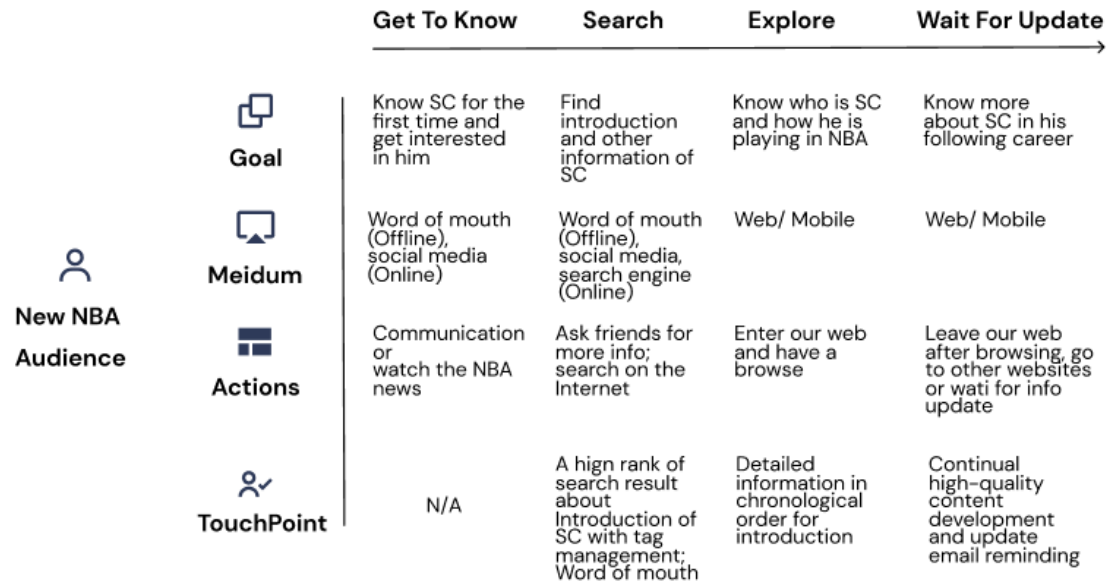 Get To Know
Search
Explore
Wait For Update
New NBA
Audience
Goal
Know SC for the
first time and
get interested
in him
Find
introduction
and other
information of
SC
Know who is SC
and how he is
playing in NBA
Know more
about SC in his
following career
Meidum
Word of mouth
(Offline),
social media
(Online)
Word of mouth
(Offline),
social media,
search engine
(Online)
Web/ Mobile
Web/ Mobile
Actions
Communication
or
watch the NBA
news
Ask friends for
more info;
search on the
Internet
Enter our web
and have a
browse
Leave our web
after browsing, go
to other websites
or wati for info
update
TouchPoint
N/A
A hign rank of
search result
about
Introduction of
SC with tag
management;
Word of mouth
Detailed
information in
chronological
order for
introduction
Continual
high-quality
content
development
and update
email reminding